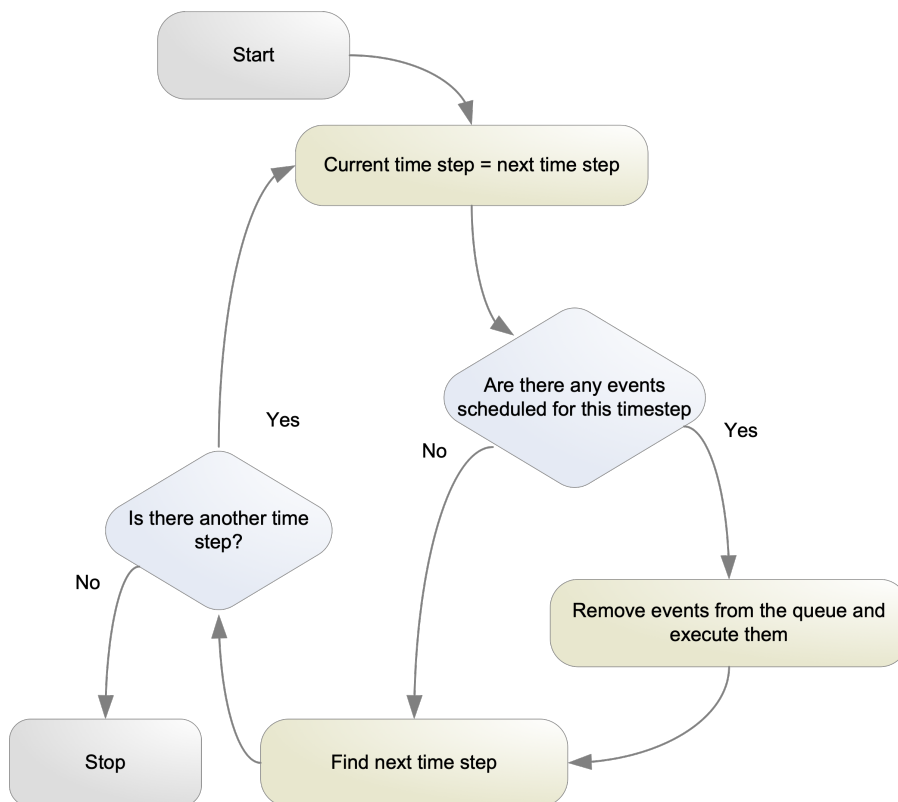 Start
Current time step = next time step
Are there any events
scheduled for this timestep
Yes
No
Yes
Is there another time
step?
No
Remove events from the queue and
execute them
Stop
Find next time step